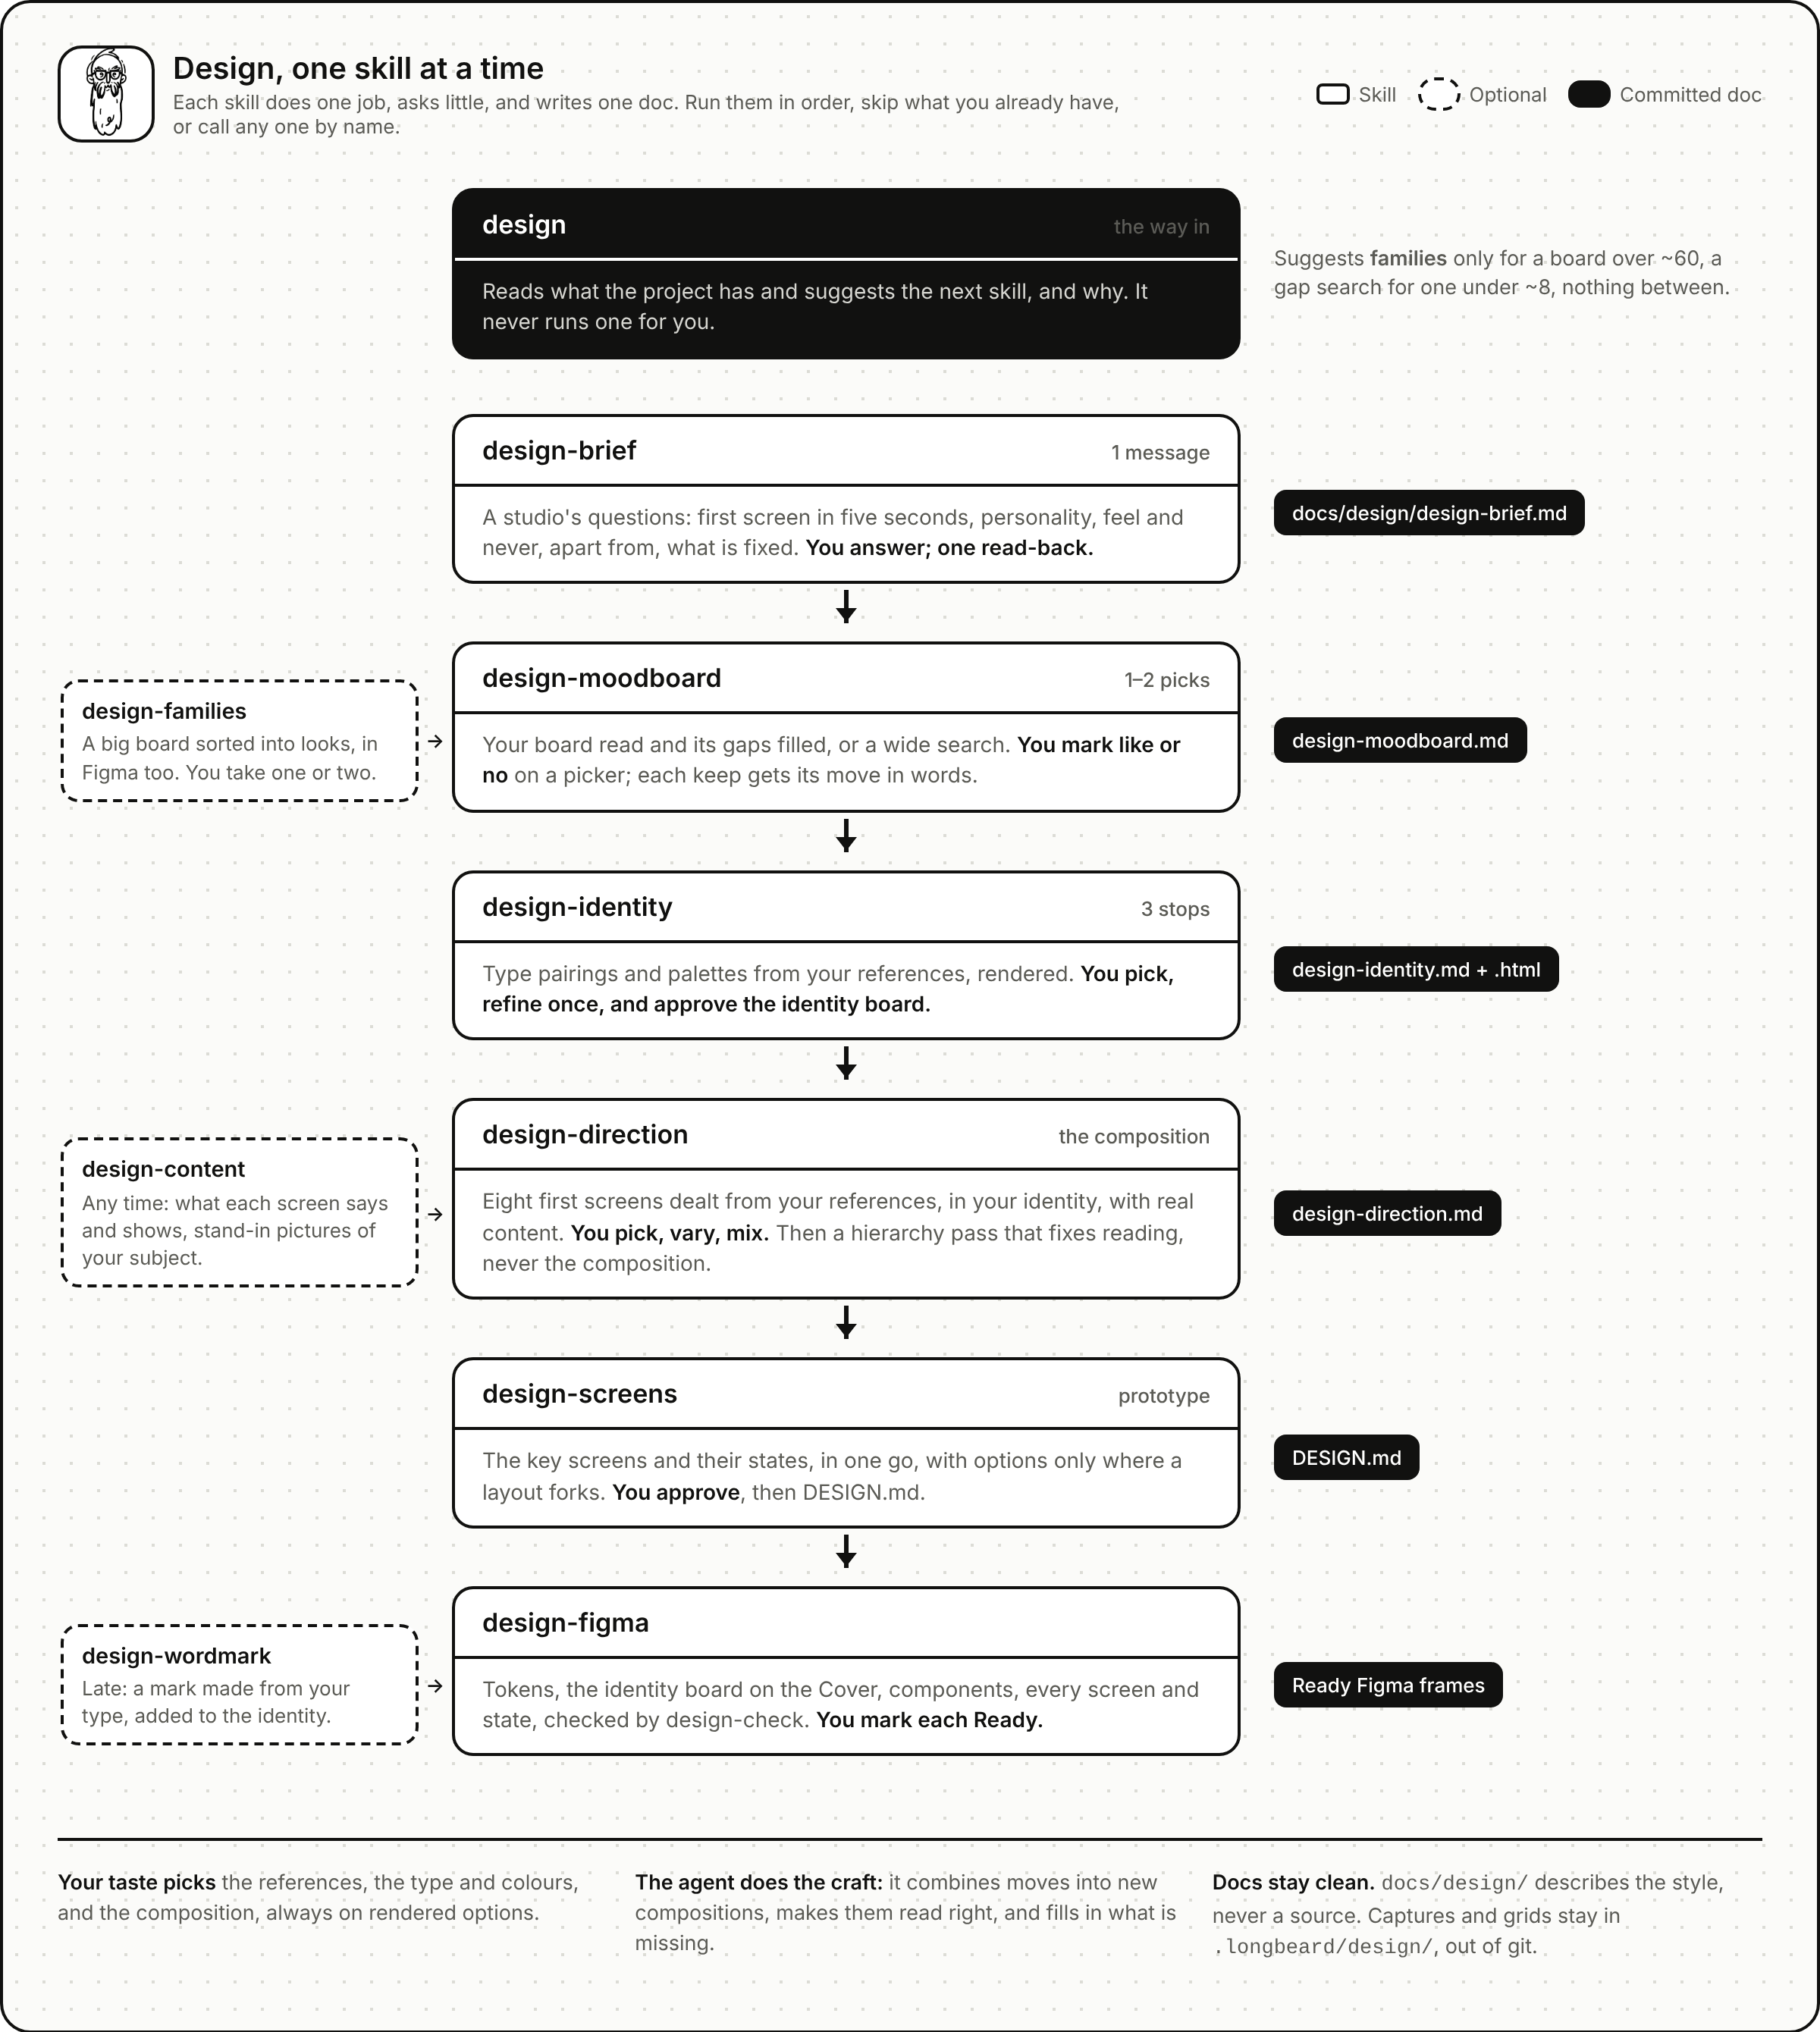 Design, one skill at a time
Each skill does one job, asks little, and writes one doc. Run them in order, skip what you already have,
or call any one by name.
Skill
Optional
Committed doc
design
the way in
Reads what the project has and suggests the next skill, and why. It
never runs one for you.
Suggests families only for a board over ~60, a
gap search for one under ~8, nothing between.
design-brief
1 message
A studio's questions: first screen in five seconds, personality, feel and
never, apart from, what is fixed. You answer; one read-back.
docs/design/design-brief.md
design-families
A big board sorted into looks, in
Figma too. You take one or two.
→
design-moodboard
1–2 picks
Your board read and its gaps filled, or a wide search. You mark like or
no on a picker; each keep gets its move in words.
design-moodboard.md
design-identity
3 stops
Type pairings and palettes from your references, rendered. You pick,
refine once, and approve the identity board.
design-identity.md + .html
design-content
Any time: what each screen says
and shows, stand-in pictures of
your subject.
→
design-direction
the composition
Eight first screens dealt from your references, in your identity, with real
content. You pick, vary, mix. Then a hierarchy pass that fixes reading,
never the composition.
design-direction.md
design-screens
prototype
The key screens and their states, in one go, with options only where a
layout forks. You approve, then DESIGN.md.
DESIGN.md
design-wordmark
Late: a mark made from your
type, added to the identity.
→
design-figma
Tokens, the identity board on the Cover, components, every screen and
state, checked by design-check. You mark each Ready.
Ready Figma frames
Your taste picks the references, the type and colours,
and the composition, always on rendered options.
The agent does the craft: it combines moves into new
compositions, makes them read right, and fills in what is
missing.
Docs stay clean. docs/design/ describes the style,
never a source. Captures and grids stay in
.longbeard/design/, out of git.